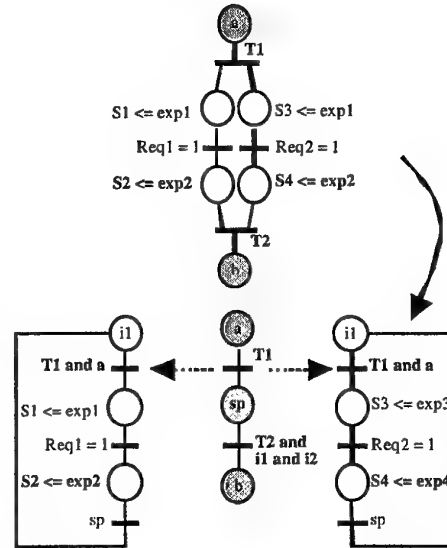 a
T1
S1 <= exp1
S3 <= exp1
Req1 = 1
Req2 = 1
S2 <= exp2
S4 <= exp2
T2
b
i1
a
i1
T1 and a
T1
T1 and a
S1 <= exp1
sp
S3 <= exp3
Req1 = 1
T2 and
i1 and i2
Req2 = 1
S2 <= exp2
b
S4 <= exp4
sp
sp